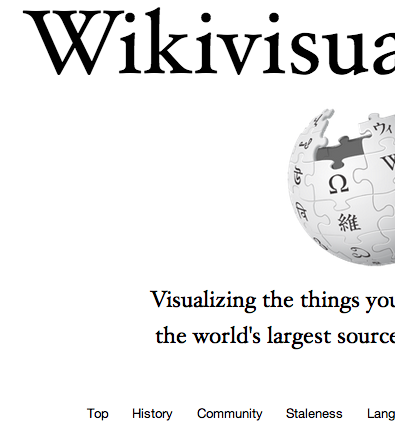 Wikivisua
ウィ
Ω
W
維
Visualizing the things you
the world's largest source
Top History Community Staleness Lang